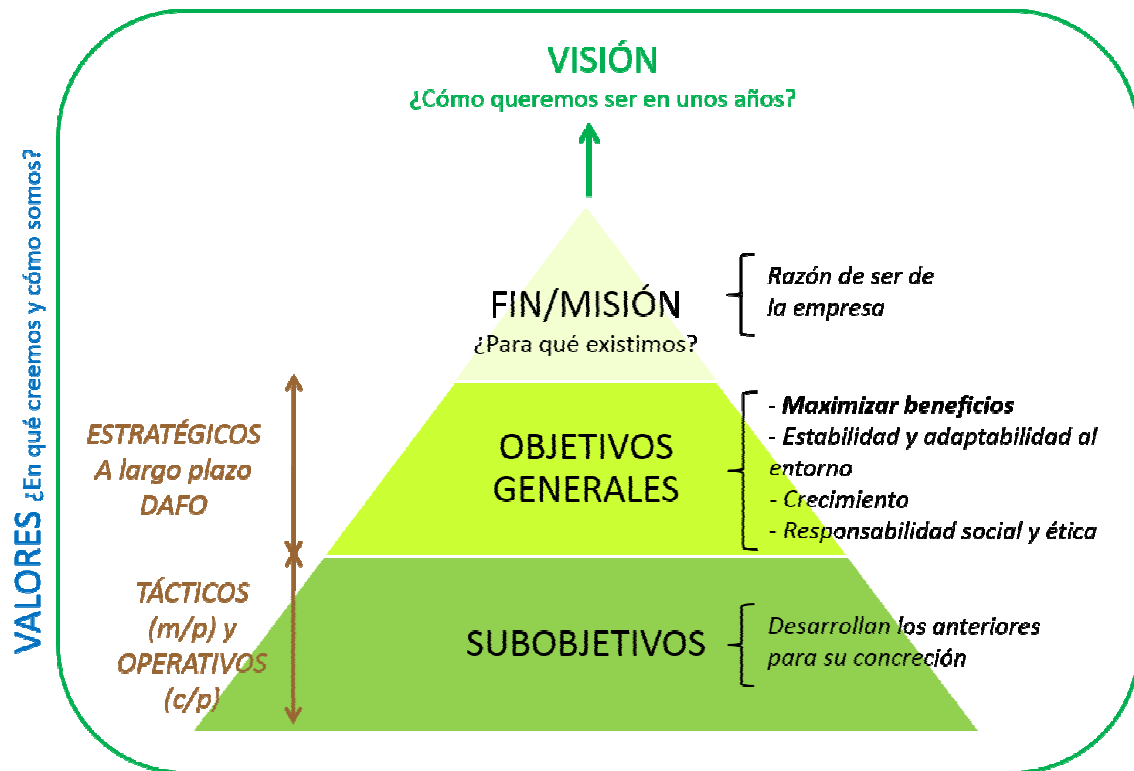 VISIÓN
¿Cómo queremos ser en unos años?
VALORES ¿En qué creemos y cómo somos?
FIN/MISIÓN
¿Para qué existimos?
Razón de ser de
la empresa
ESTRATÉGICOS
A largo plazo
DAFO
OBJETIVOS
GENERALES
- Maximizar beneficios
- Estabilidad y adaptabilidad al
entorno
- Crecimiento
- Responsabilidad social y ética
TÁCTICOS
(m/p) y
OPERATIVOS
(c/p)
SUBOBJETIVOS
Desarrollan los anteriores
para su concreción